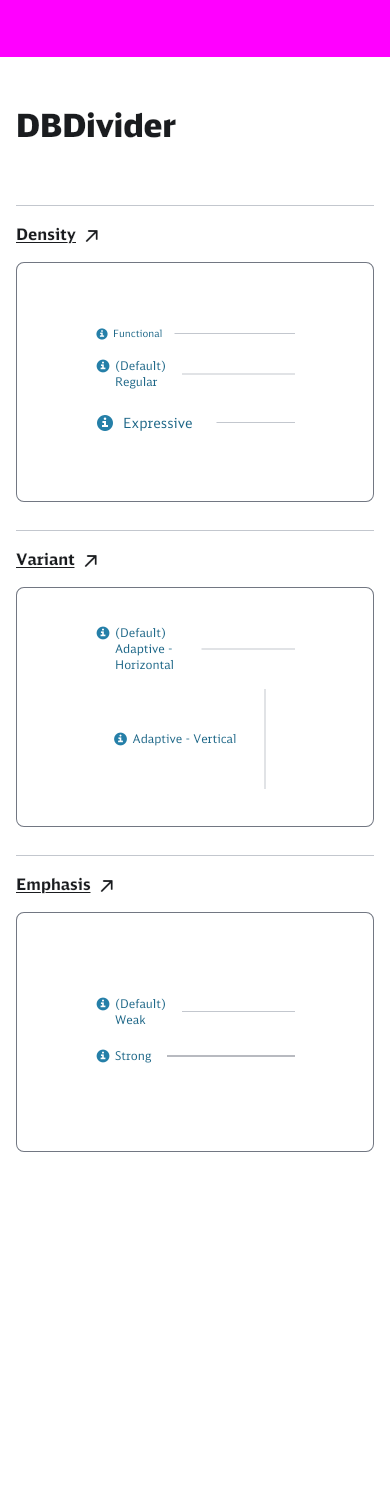 DBDivider
Density
Functional
(Default)
Regular
Expressive
Variant
(Default)
Adaptive -
Horizontal
Adaptive - Vertical
Emphasis
(Default)
Weak
Strong